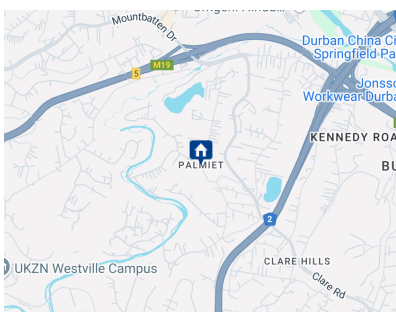 Mountbatten Dr
Durban China Ci
Springfield Pa
M19
5
Jonsso
Workwear Durba
KENNEDY ROA
PALMIET
BU
2
CLARE HILLS
UKZN Westville Campus
Clare Rd